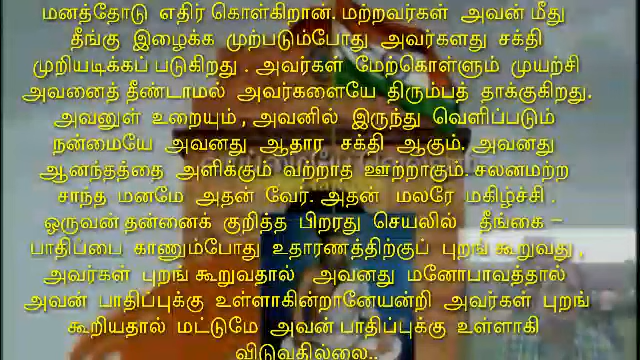 மனத்தோடு எதிர் கொள்கிறான். மற்றவர்கள் அவன் மீது
தீங்கு இழைக்க முற்படும்போது அவர்களது சக்தி
முறியடிக்கப் படுகிறது . அவர்கள் மேற்கொள்ளும் முயற்சி
அவனைத் தீண்டாமல் அவர்களையே திரும்பத் தாக்குகிறது.
அவனுள் உறையும் , அவனில் இருந்து வெளிப்படும்
நன்மையே அவனது ஆதார சக்தி ஆகும். அவனது
ஆனந்தத்தை அளிக்கும் வற்றாத ஊற்றாகும். சலனமற்ற
சாந்த மனமே அதன் வேர். அதன் மலரே மகிழ்ச்சி .
ஒருவன் தன்னைக் குறித்த பிறரது செயலில் தீங்கை –
பாதிப்பை காணும்போது உதாரணத்திற்குப் புறங் கூறுவது ,
அவர்கள் புறங் கூறுவதால் அவனது மனோபாவத்தால்
அவன் பாதிப்புக்கு உள்ளாகின்றானேயன்றி அவர்கள் புறங்
கூறியதால் மட்டுமே அவன் பாதிப்புக்கு உள்ளாகி
விடுவதில்லை..